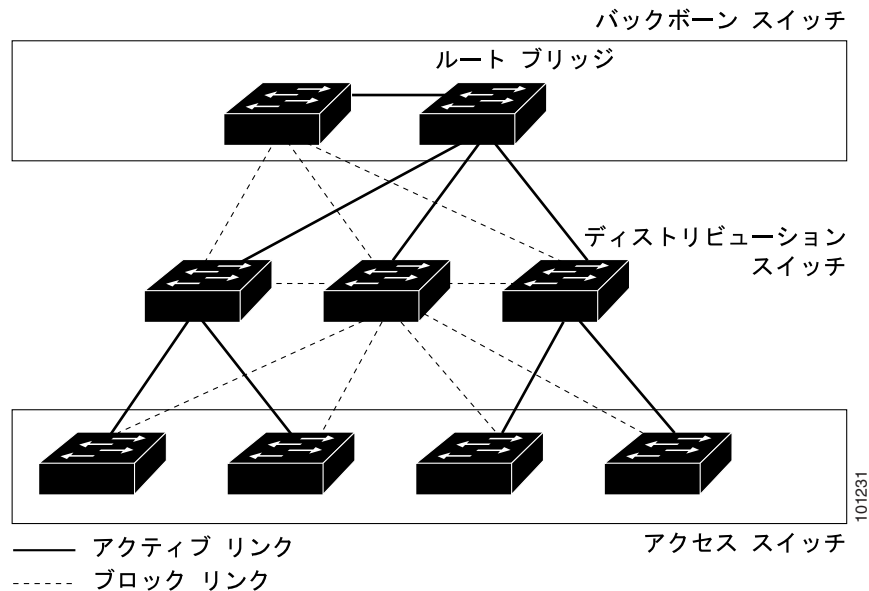 バックボーン スイッチ
ルート ブリッジ
ディストリビューション
スイッチ
101231
アクセス スイッチ
アクティブ リンク
ブロック リンク